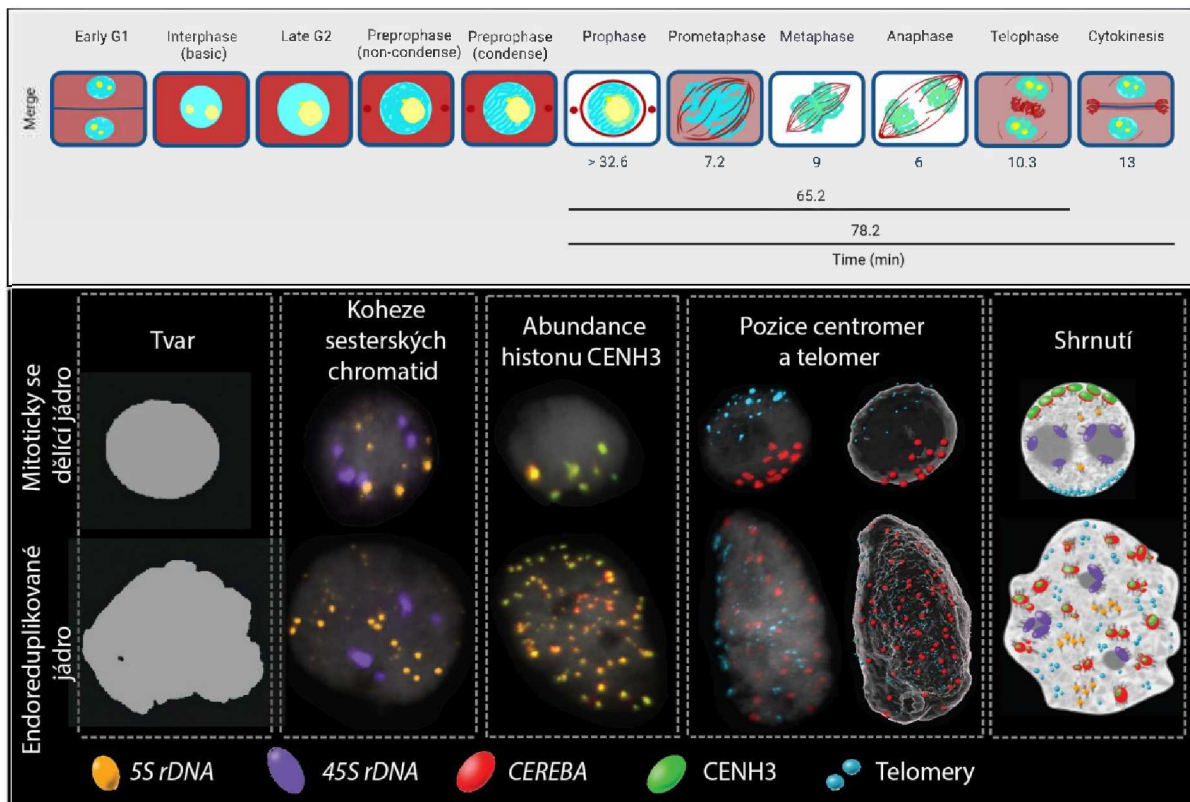 Early G1
Interphase
(basic)
Late G2
Preprophase
(non-condense)
Preprophase
(condense)
Prophase
Prometaphase
Metaphase
Anaphase
Telophase
Cytokinesis
Merge
> 32.6
7.2
9
6
10.3
13
65.2
78.2
Time (min)
Tvar
Koheze
sesterských
chromatid
Abundance
histonu CENH3
Pozice centromer
a telomer
Shrnutí
Mitoticky se
dělící jádro
Endoreduplikované
jádro
5S rDNA
45S rDNA
CEREBA
CENH3
Telomery